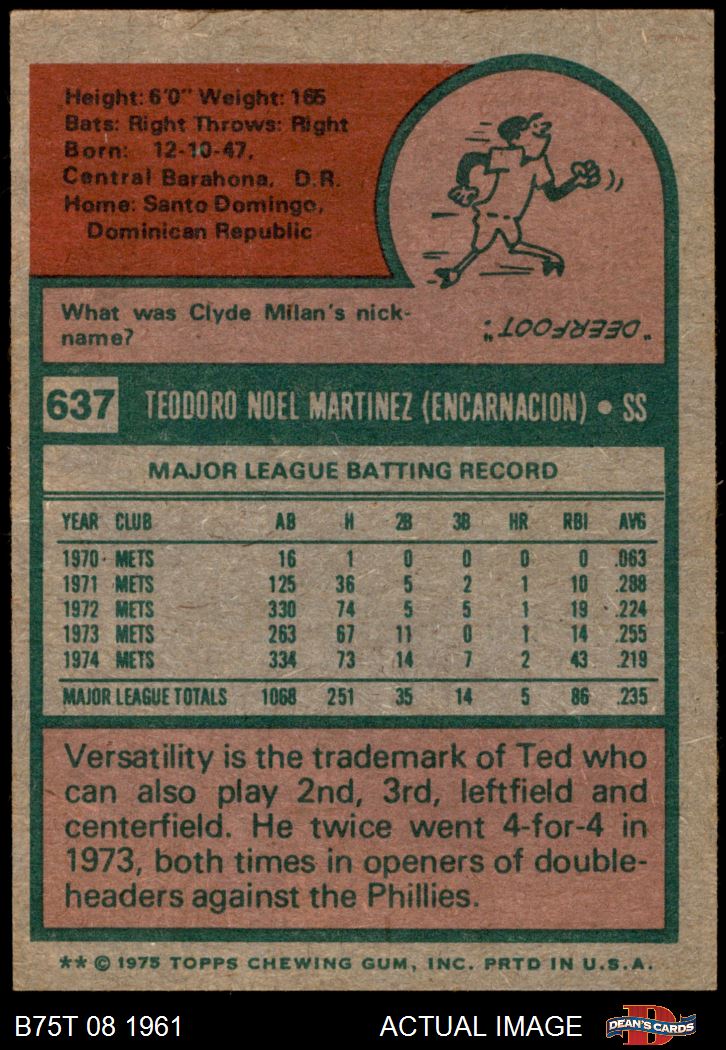 Height: 6'0" Weight: 165
Bats: Right Throws: Right
Born: 12-10-47,
Central Barahona, D.R.
Home: Santo Domingo,
Dominican Republic
What was Clyde Milan's nick-
name?
"DEERFOOT."
637 TEODORO NOEL MARTINEZ (ENCARNACION) • SS
MAJOR LEAGUE BATTING RECORD
YEAR CLUB AB H 2B 3B HR RBI AVG
1970 METS 16 1 0 0 0 0 .063
1971 METS 125 36 5 2 1 10 .288
1972 METS 330 74 5 5 1 19 .224
1973 METS 263 67 11 0 1 14 .255
1974 METS 334 73 14 7 2 43 .219
MAJOR LEAGUE TOTALS 1068 251 35 14 5 86 .235
Versatility is the trademark of Ted who
can also play 2nd, 3rd, leftfield and
centerfield. He twice went 4-for-4 in
1973, both times in openers of double-
headers against the Phillies.
** © 1975 TOPPS CHEWING GUM, INC. PRTD IN U.S.A.
B75T 08 1961 ACTUAL IMAGE D DEAN'S CARDS